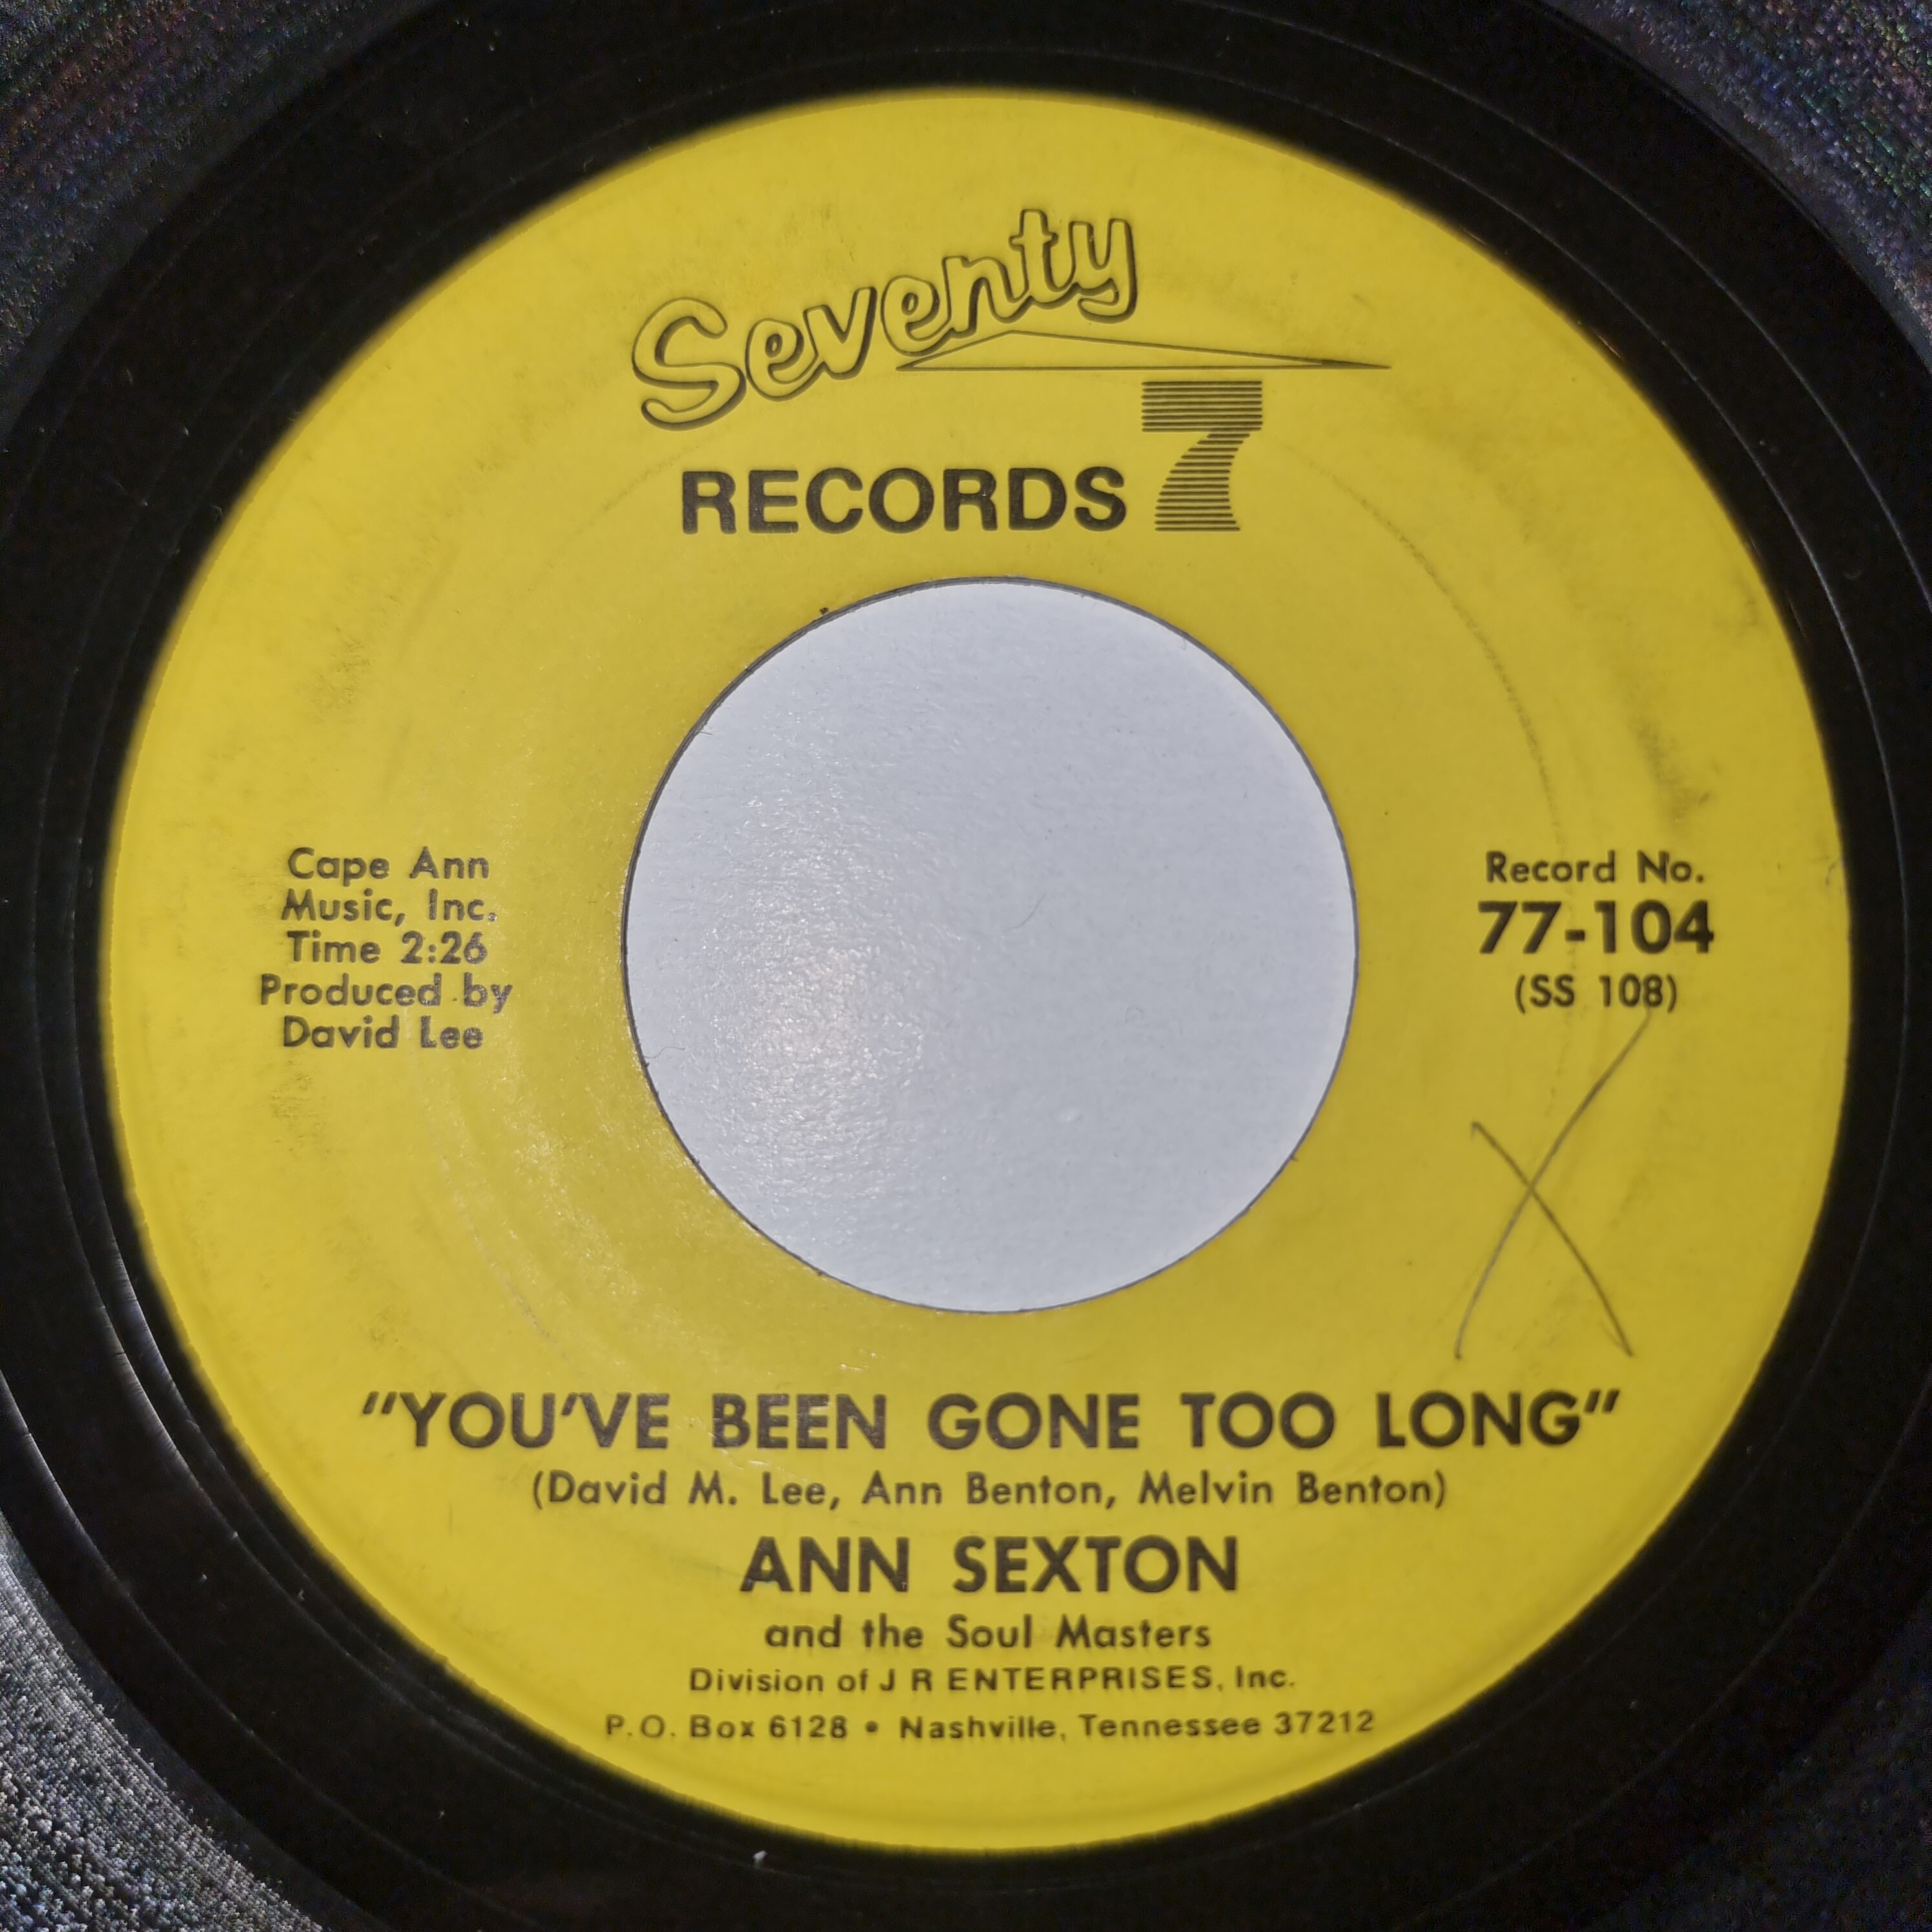 Seventy
RECORDS 7
Cape Ann
Music, Inc.
Time 2:26
Produced by
David Lee
Record No.
77-104
(SS 108)
X
"YOU'VE BEEN GONE TOO LONG"
(David M. Lee, Ann Benton, Melvin Benton)
ANN SEXTON
and the Soul Masters
Division of J R ENTERPRISES, Inc.
P.O. Box 6128 • Nashville, Tennessee 37212